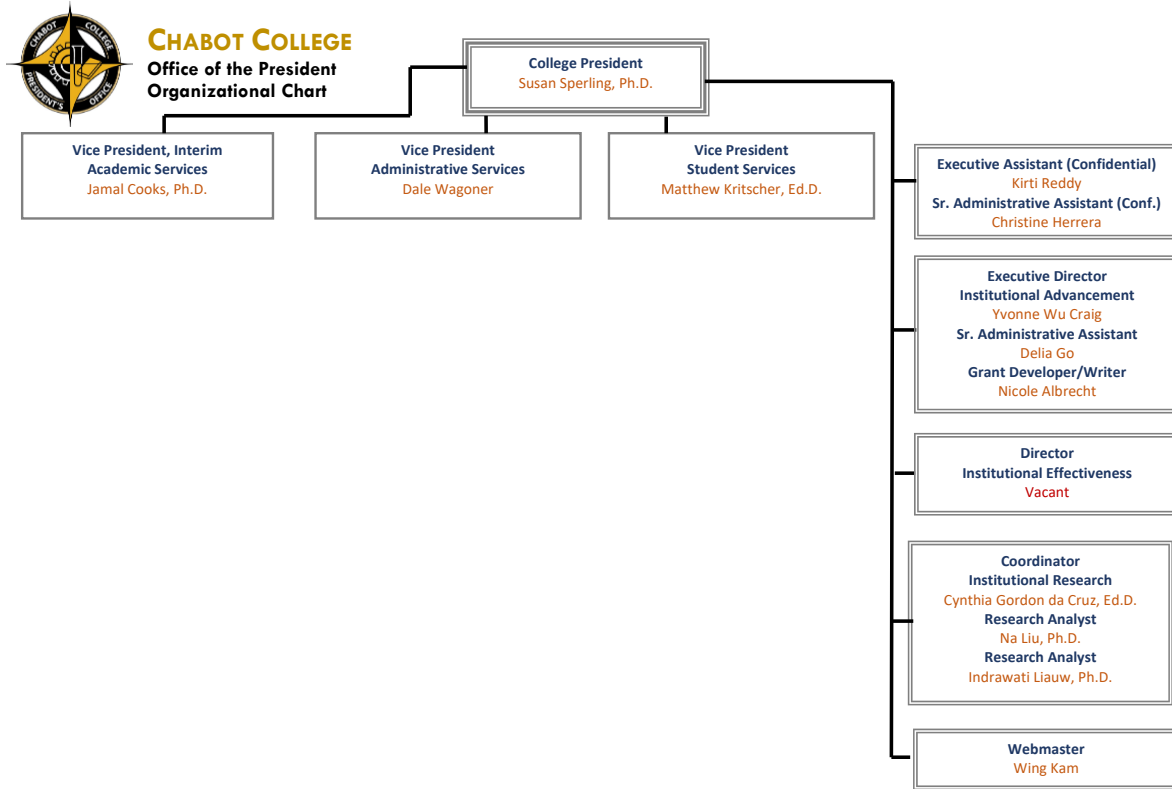 CHABOT COLLEGE
PRESIDENT'S OFFICE
CHABOT COLLEGE
Office of the President
Organizational Chart
College President
Susan Sperling, Ph.D.
Vice President, Interim
Academic Services
Jamal Cooks, Ph.D.
Vice President
Administrative Services
Dale Wagoner
Vice President
Student Services
Matthew Kritscher, Ed.D.
Executive Assistant (Confidential)
Kirti Reddy
Sr. Administrative Assistant (Conf.)
Christine Herrera
Executive Director
Institutional Advancement
Yvonne Wu Craig
Sr. Administrative Assistant
Delia Go
Grant Developer/Writer
Nicole Albrecht
Director
Institutional Effectiveness
Vacant
Coordinator
Institutional Research
Cynthia Gordon da Cruz, Ed.D.
Research Analyst
Na Liu, Ph.D.
Research Analyst
Indrawati Liauw, Ph.D.
Webmaster
Wing Kam